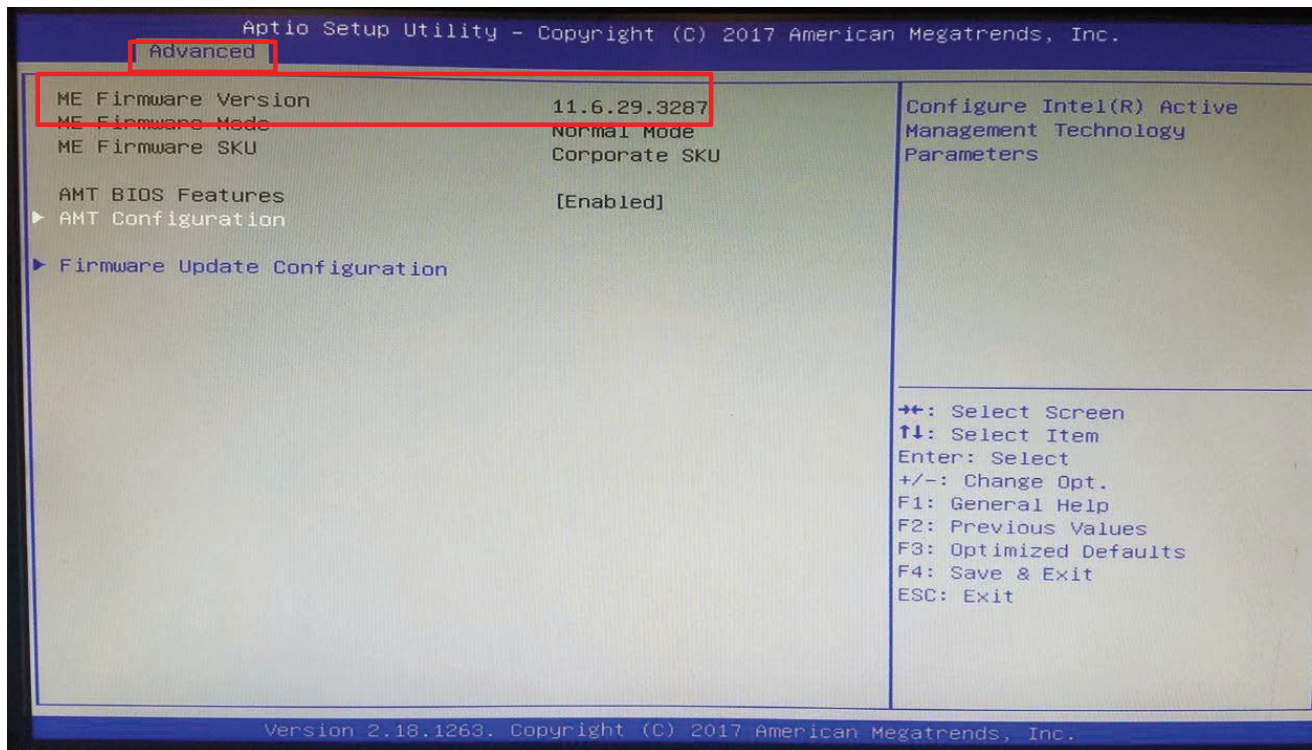 Aptio Setup Utility – Copyright (C) 2017 American Megatrends, Inc.
Advanced
ME Firmware Version 11.6.29.3287
ME Firmware Mode Normal Mode
ME Firmware SKU Corporate SKU
AMT BIOS Features [Enabled]
► AMT Configuration
► Firmware Update Configuration
Configure Intel(R) Active
Management Technology
Parameters
→←: Select Screen
↑↓: Select Item
Enter: Select
+/-: Change Opt.
F1: General Help
F2: Previous Values
F3: Optimized Defaults
F4: Save & Exit
ESC: Exit
Version 2.18.1263. Copyright (C) 2017 American Megatrends, Inc.